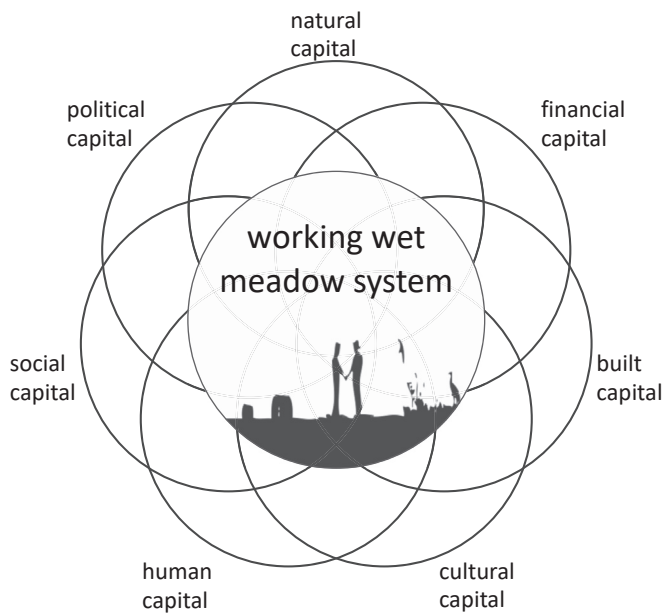 natural
capital
political
capital
financial
capital
working wet
meadow system
social
capital
built
capital
human
capital
cultural
capital